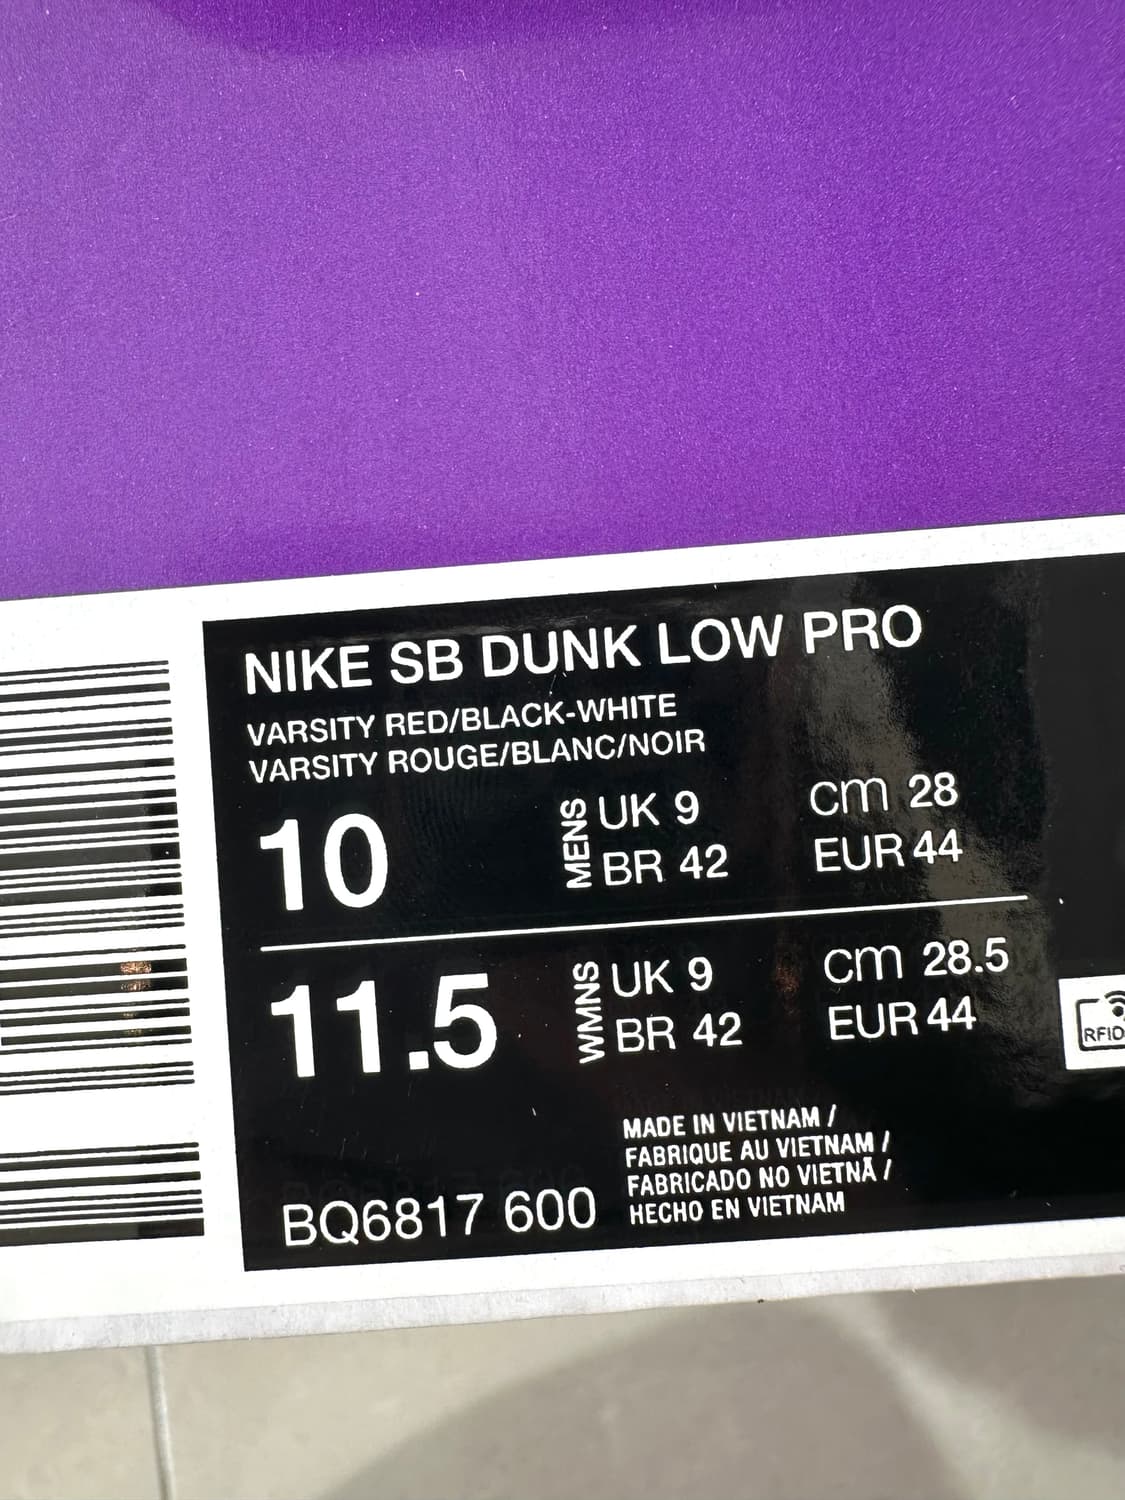 NIKE SB DUNK LOW PRO
VARSITY RED/BLACK-WHITE
VARSITY ROUGE/BLANC/NOIR
10
MENS
UK 9
cm 28
BR 42
EUR 44
11.5
WMNS
UK 9
cm 28.5
BR 42
EUR 44
RFID
MADE IN VIETNAM /
FABRIQUE AU VIETNAM /
FABRICADO NO VIETNÃ /
HECHO EN VIETNAM
BQ6817 600